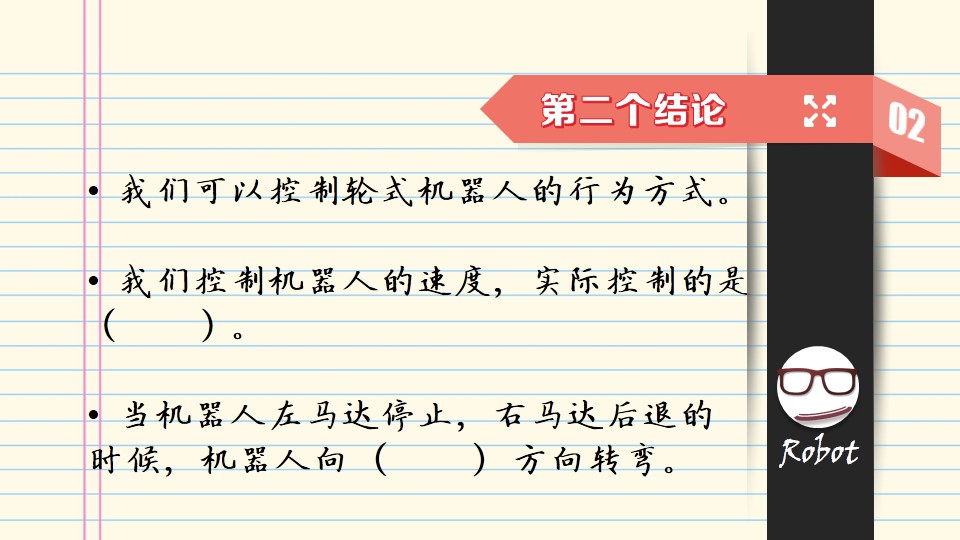 第二个结论
02
• 我们可以控制轮式机器人的行为方式。
• 我们控制机器人的速度，实际控制的是
（　　）。
• 当机器人左马达停止，右马达后退的
时候，机器人向（　　）方向转弯。
Robot